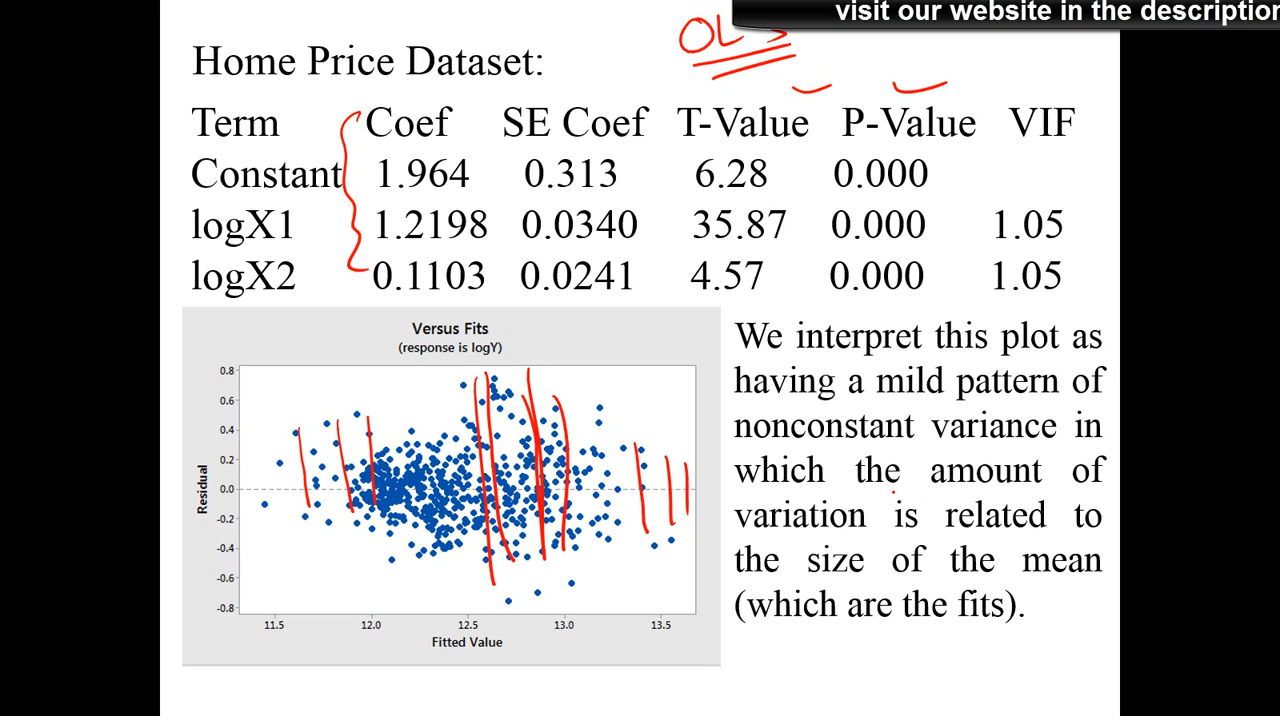 visit our website in the description
OLS
Home Price Dataset:
Term Coef SE Coef T-Value P-Value VIF
Constant 1.964 0.313 6.28 0.000
logX1 1.2198 0.0340 35.87 0.000 1.05
logX2 0.1103 0.0241 4.57 0.000 1.05
Versus Fits
(response is logY)
0.8
0.6
0.4
0.2
0.0
-0.2
-0.4
-0.6
-0.8
Residual
11.5 12.0 12.5 13.0 13.5
Fitted Value
We interpret this plot as
having a mild pattern of
nonconstant variance in
which the amount of
variation is related to
the size of the mean
(which are the fits).